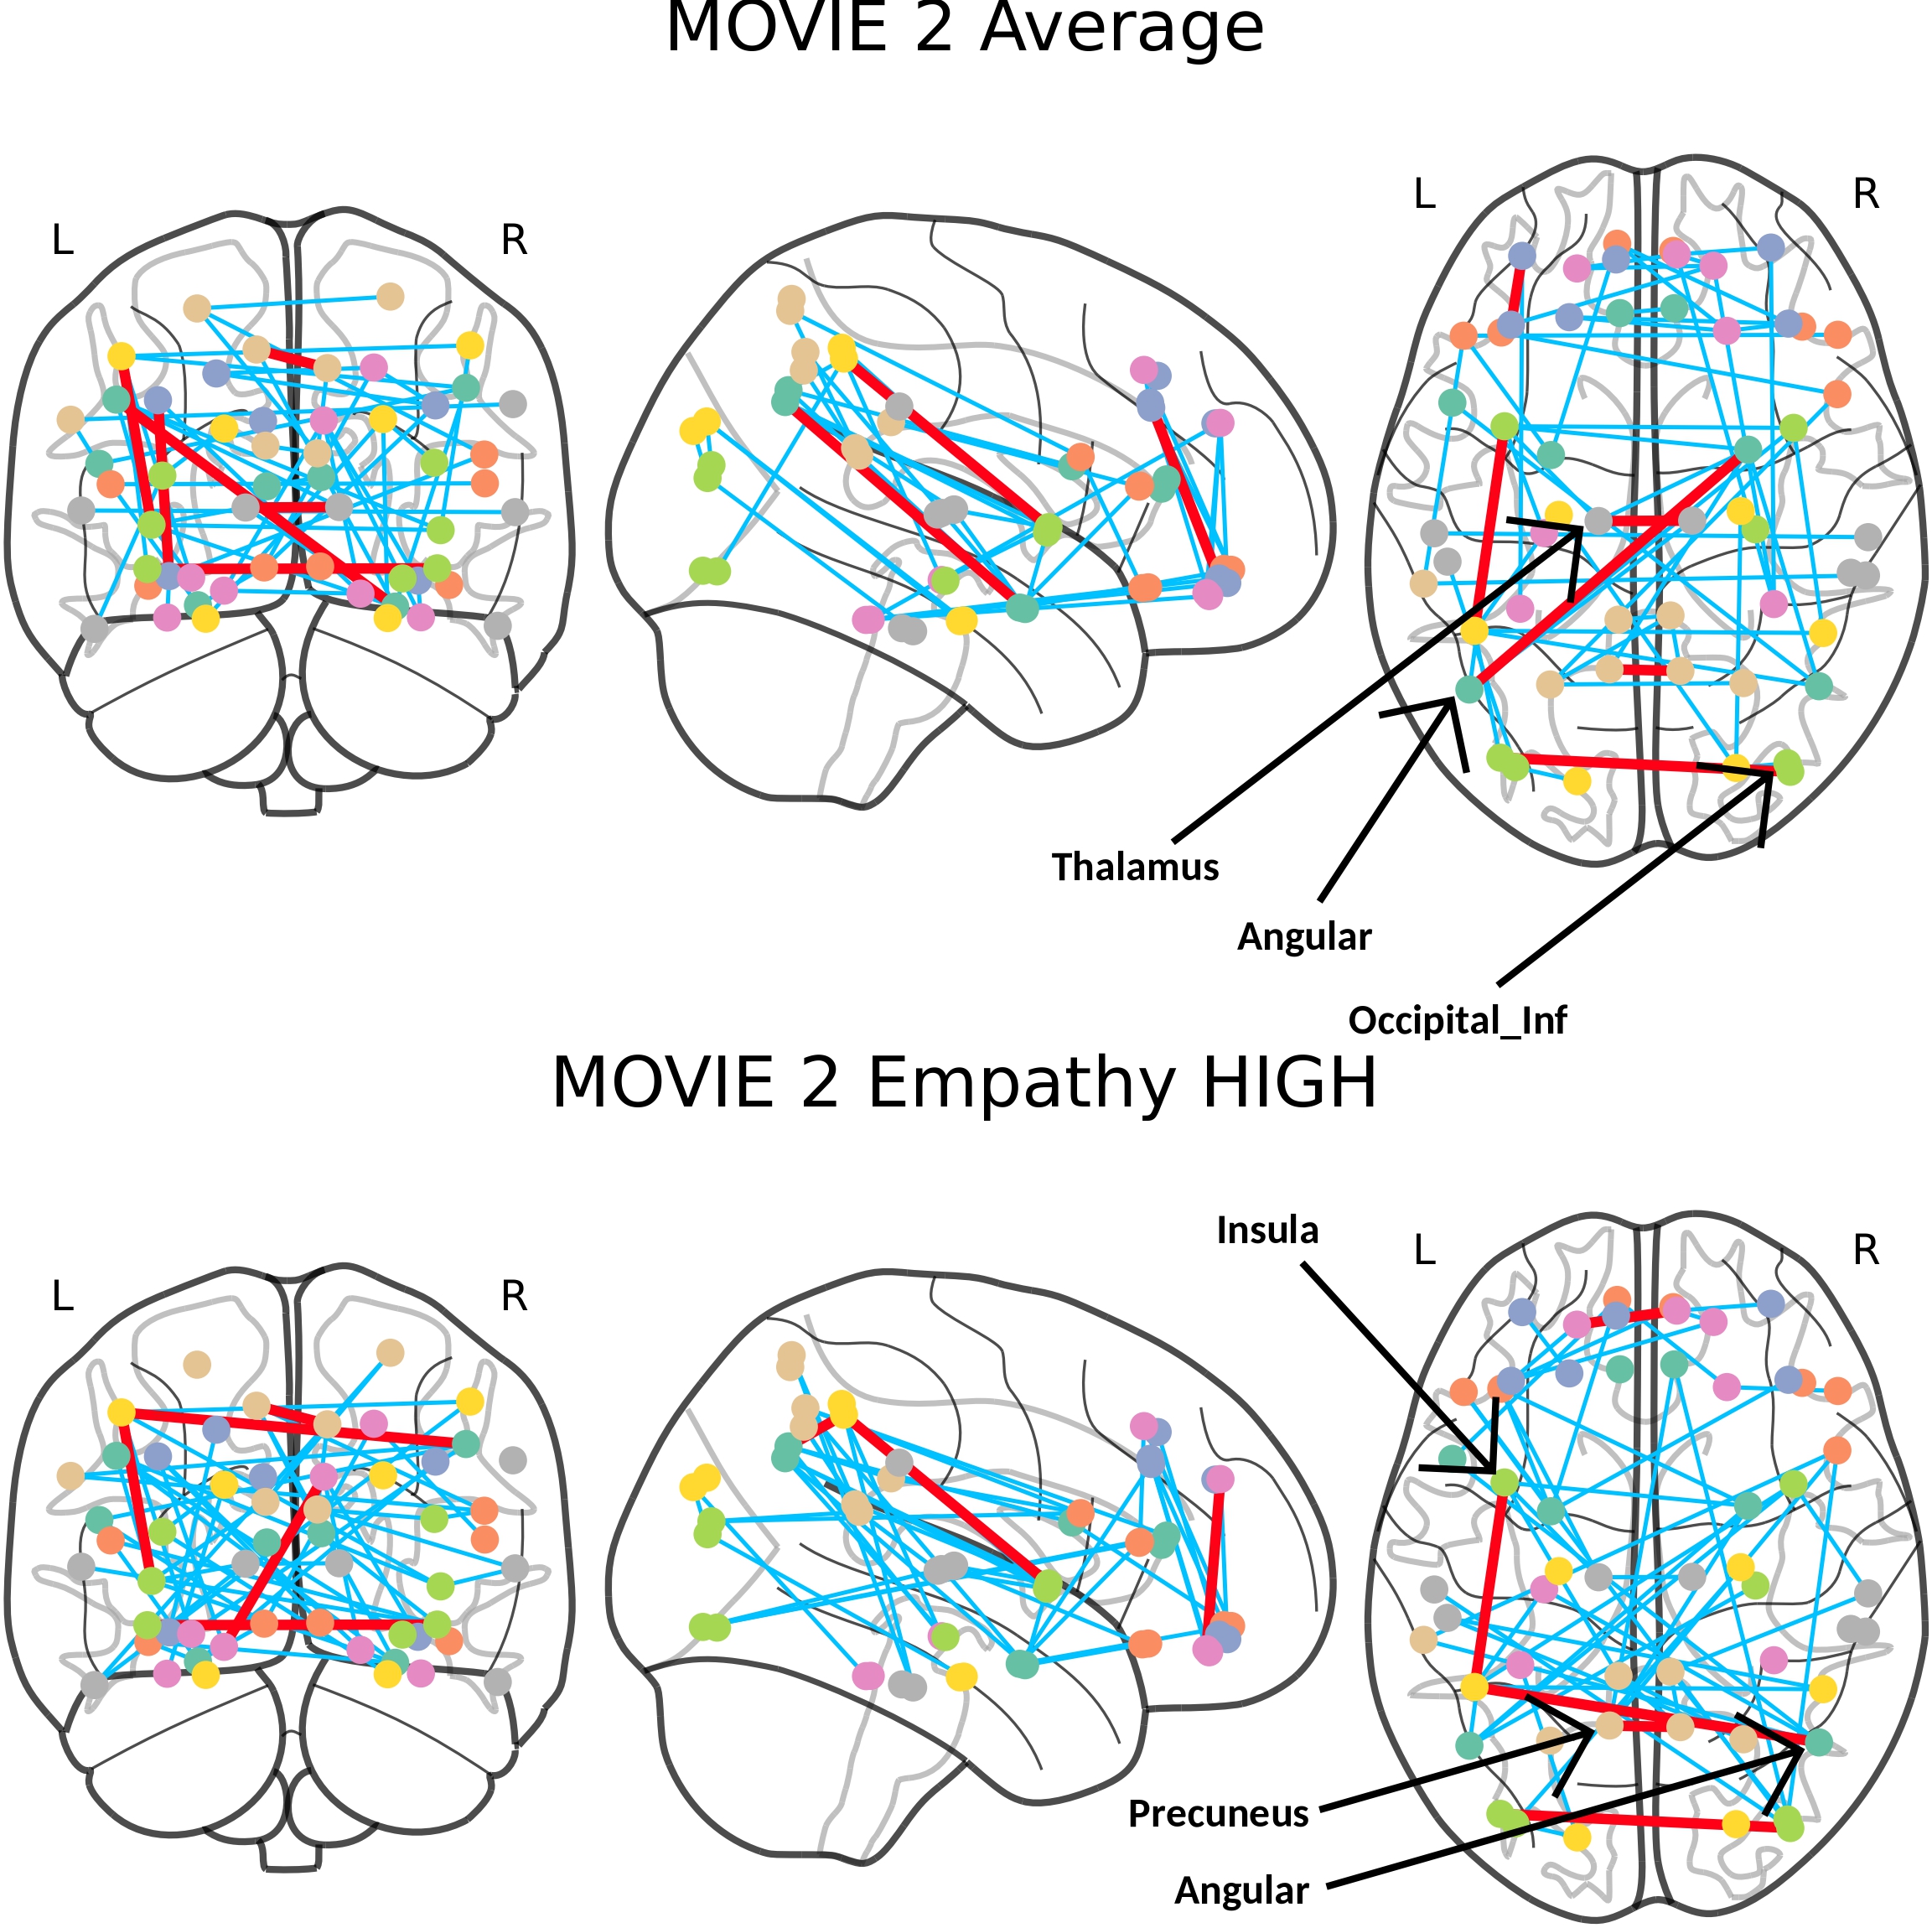 MOVIE 2 Average
L
R
L
R
Thalamus
Angular
Occipital_Inf
MOVIE 2 Empathy HIGH
Insula
L
R
L
R
Precuneus
Angular